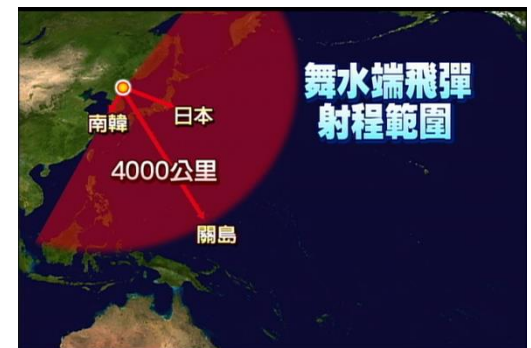 舞水端飛彈
射程範圍
南韓
日本
4000公里
關島